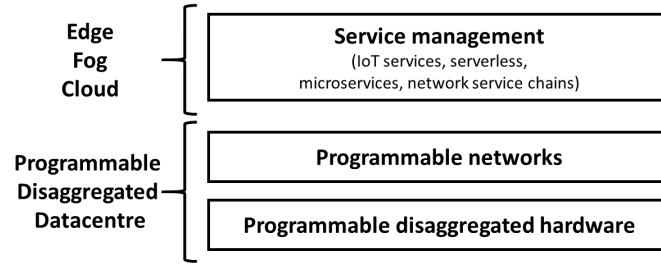 Edge
Fog
Cloud
Service management
(IoT services, serverless,
microservices, network service chains)
Programmable
Disaggregated
Datacentre
Programmable networks
Programmable disaggregated hardware